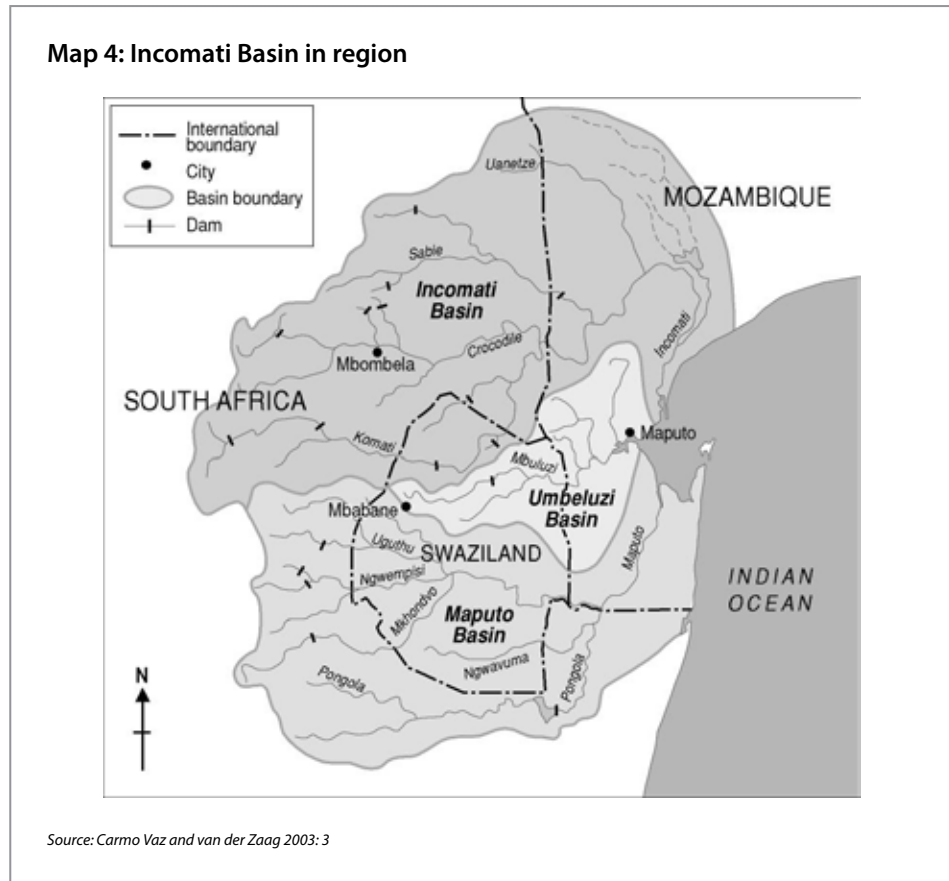 Map 4: Incomati Basin in region
International
boundary
City
Basin boundary
Dam
Uanetze
MOZAMBIQUE
Sabie
Incomati
Basin
Incomati
Crocodile
Mbombela
SOUTH AFRICA
Komati
Maputo
Mbuluzi
Mbabane
Umbeluzi
Basin
Uguthu
SWAZILAND
Maputo
Ngwempisi
INDIAN
OCEAN
Mkhondvo
Maputo
Basin
Ngwavuma
Pongola
Pongola
N
Source: Carmo Vaz and van der Zaag 2003: 3